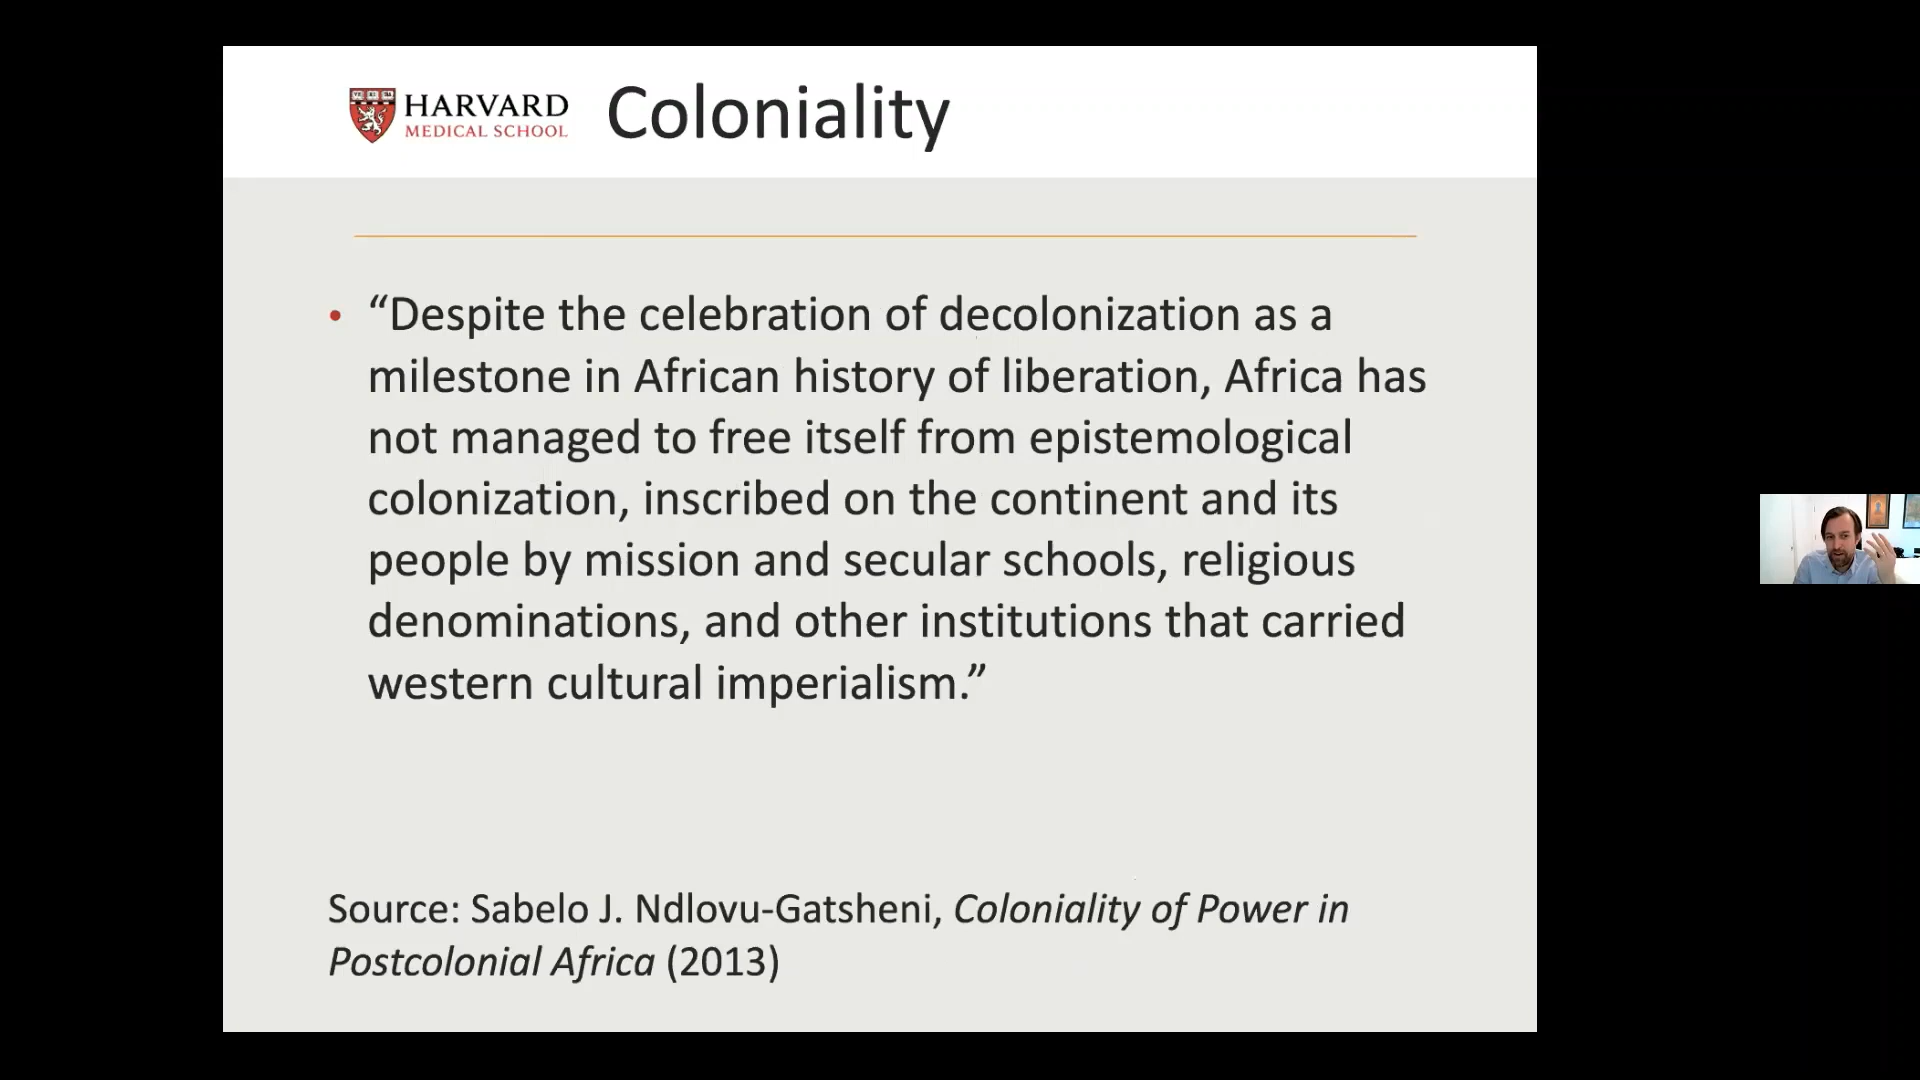 HARVARD
MEDICAL SCHOOL
Coloniality
• “Despite the celebration of decolonization as a
milestone in African history of liberation, Africa has
not managed to free itself from epistemological
colonization, inscribed on the continent and its
people by mission and secular schools, religious
denominations, and other institutions that carried
western cultural imperialism.”
Source: Sabelo J. Ndlovu-Gatsheni, Coloniality of Power in
Postcolonial Africa (2013)